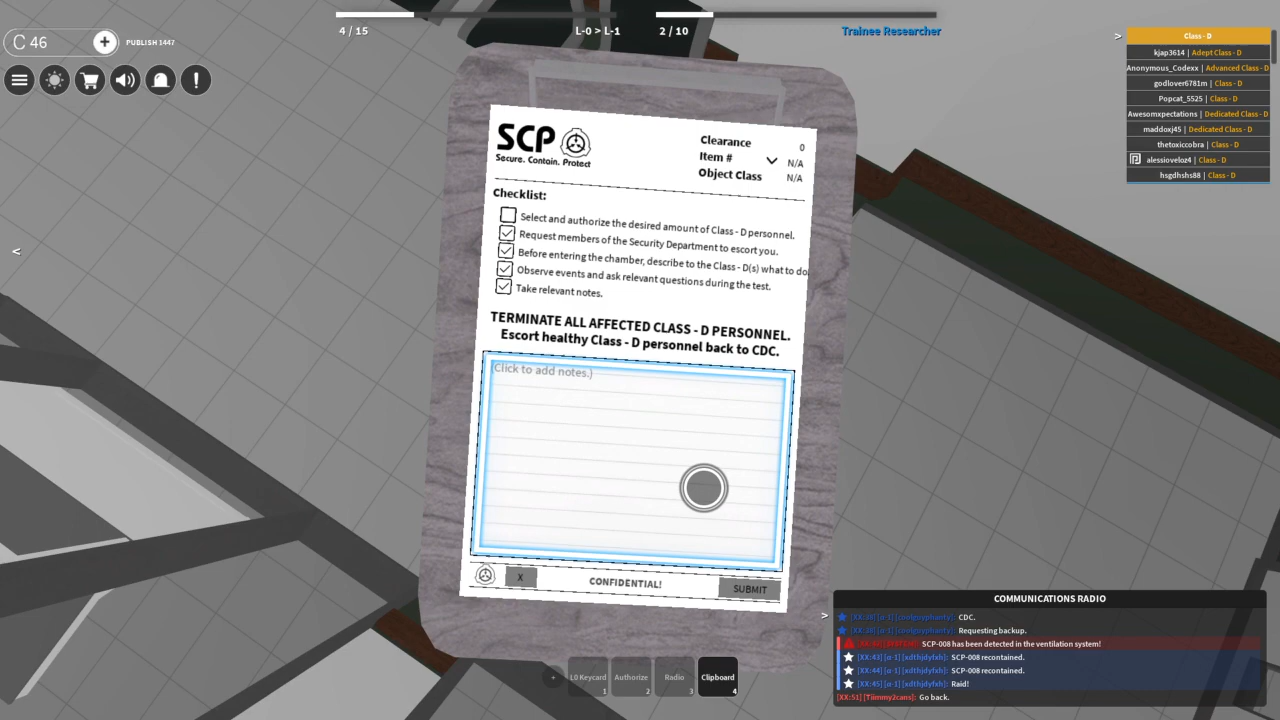 C 46
PUBLISH 1447
4 / 15
L-0 > L-1
2 / 10
Trainee Researcher
Class - D
kjap3614 | Adept Class - D
Anonymous_Codexx | Advanced Class - D
godlover6781m | Class - D
Popcat_5525 | Class - D
Awesomxpectations | Dedicated Class - D
maddoxj45 | Dedicated Class - D
thetoxiccobra | Class - D
alessioveloz4 | Class - D
hsgdhshs88 | Class - D
SCP
Secure. Contain. Protect
Clearance 0
Item # N/A
Object Class N/A
Checklist:
Select and authorize the desired amount of Class - D personnel.
Request members of the Security Department to escort you.
Before entering the chamber, describe to the Class - D(s) what to do
Observe events and ask relevant questions during the test.
Take relevant notes.
TERMINATE ALL AFFECTED CLASS - D PERSONNEL.
Escort healthy Class - D personnel back to CDC.
(Click to add notes.)
X
CONFIDENTIAL!
SUBMIT
COMMUNICATIONS RADIO
CDC.
Requesting backup.
SCP-008 has been detected in the ventilation system!
[XX:43] [α-1] [xdthjdyfxh]: SCP-008 recontained.
[XX:44] [α-1] [xdthjdyfxh]: SCP-008 recontained.
[XX:45] [α-1] [xdthjdyfxh]: Raid!
[XX:51] [Tiimmy2cans]: Go back.
+
L0 Keycard 1
Authorize 2
Radio 3
Clipboard 4